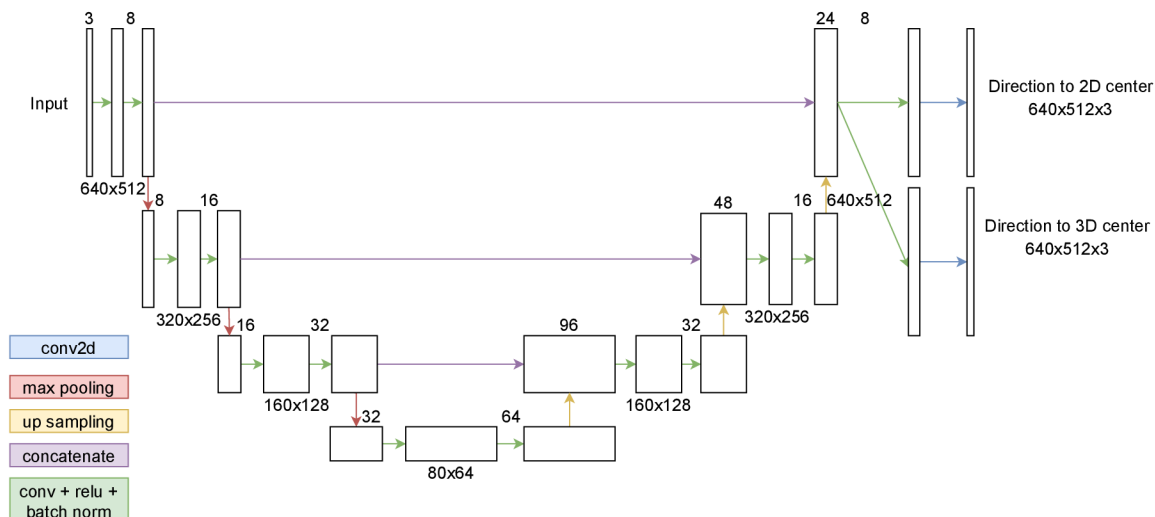 3 8 24 8
Input
Direction to 2D center
640x512x3
640x512
8 16 48 16 640x512
Direction to 3D center
640x512x3
320x256 320x256
16 32 96 32
conv2d
max pooling
160x128 160x128
32 64
up sampling
concatenate
80x64
conv + relu +
batch norm